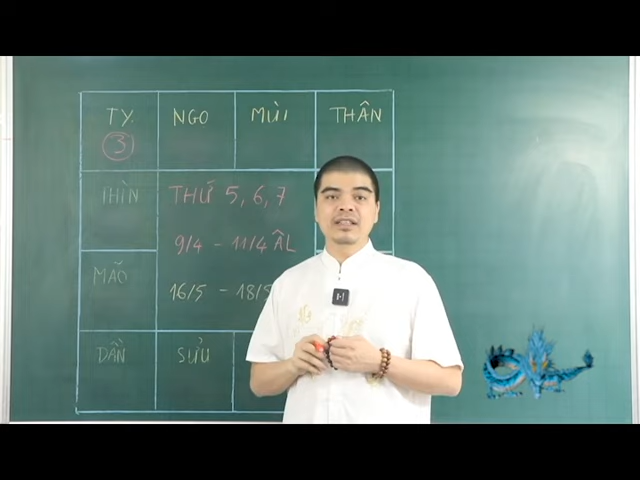 TỴ NGỌ MÙI THÂN
3
THÌN THỨ 5, 6, 7
9/4 - 11/4 ÂL
MÃO
16/5 - 18/5
DẦN SỬU